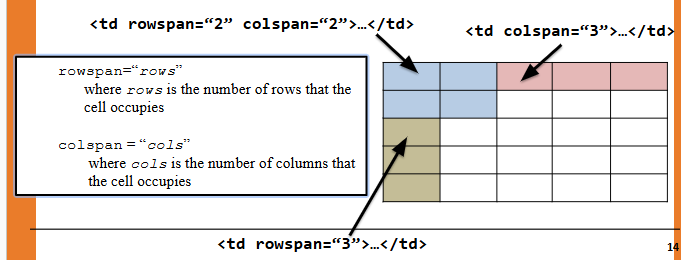 <td rowspan=“2” colspan=“2”>…</td>
<td colspan=“3”>…</td>
rowspan=“rows”
where rows is the number of rows that the
cell occupies
colspan = “cols”
where cols is the number of columns that
the cell occupies
<td rowspan=“3”>…</td>
14